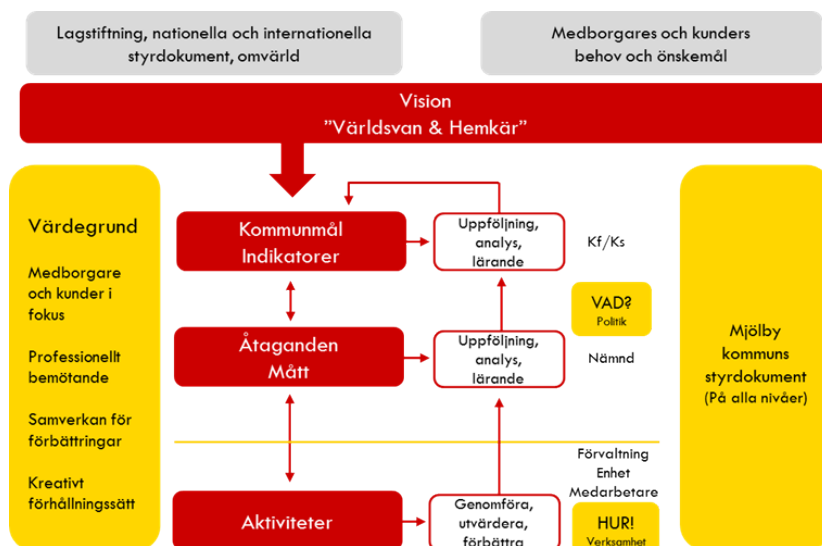 Lagstiftning, nationella och internationella
styrdokument, omvärld
Medborgares och kunders
behov och önskemål
Vision
"Världsvan & Hemkär"
Värdegrund
Medborgare
och kunder i
fokus
Professionellt
bemötande
Samverkan för
förbättringar
Kreativt
förhållningssätt
Kommunmål
Indikatorer
Uppföljning,
analys,
lärande
Kf/Ks
VAD?
Politik
Åtaganden
Mått
Uppföljning,
analys,
lärande
Nämnd
Förvaltning
Enhet
Medarbetare
Aktiviteter
Genomföra,
utvärdera,
förbättra
HUR!
Verksamhet
Mjölby
kommuns
styrdokument
(På alla nivåer)